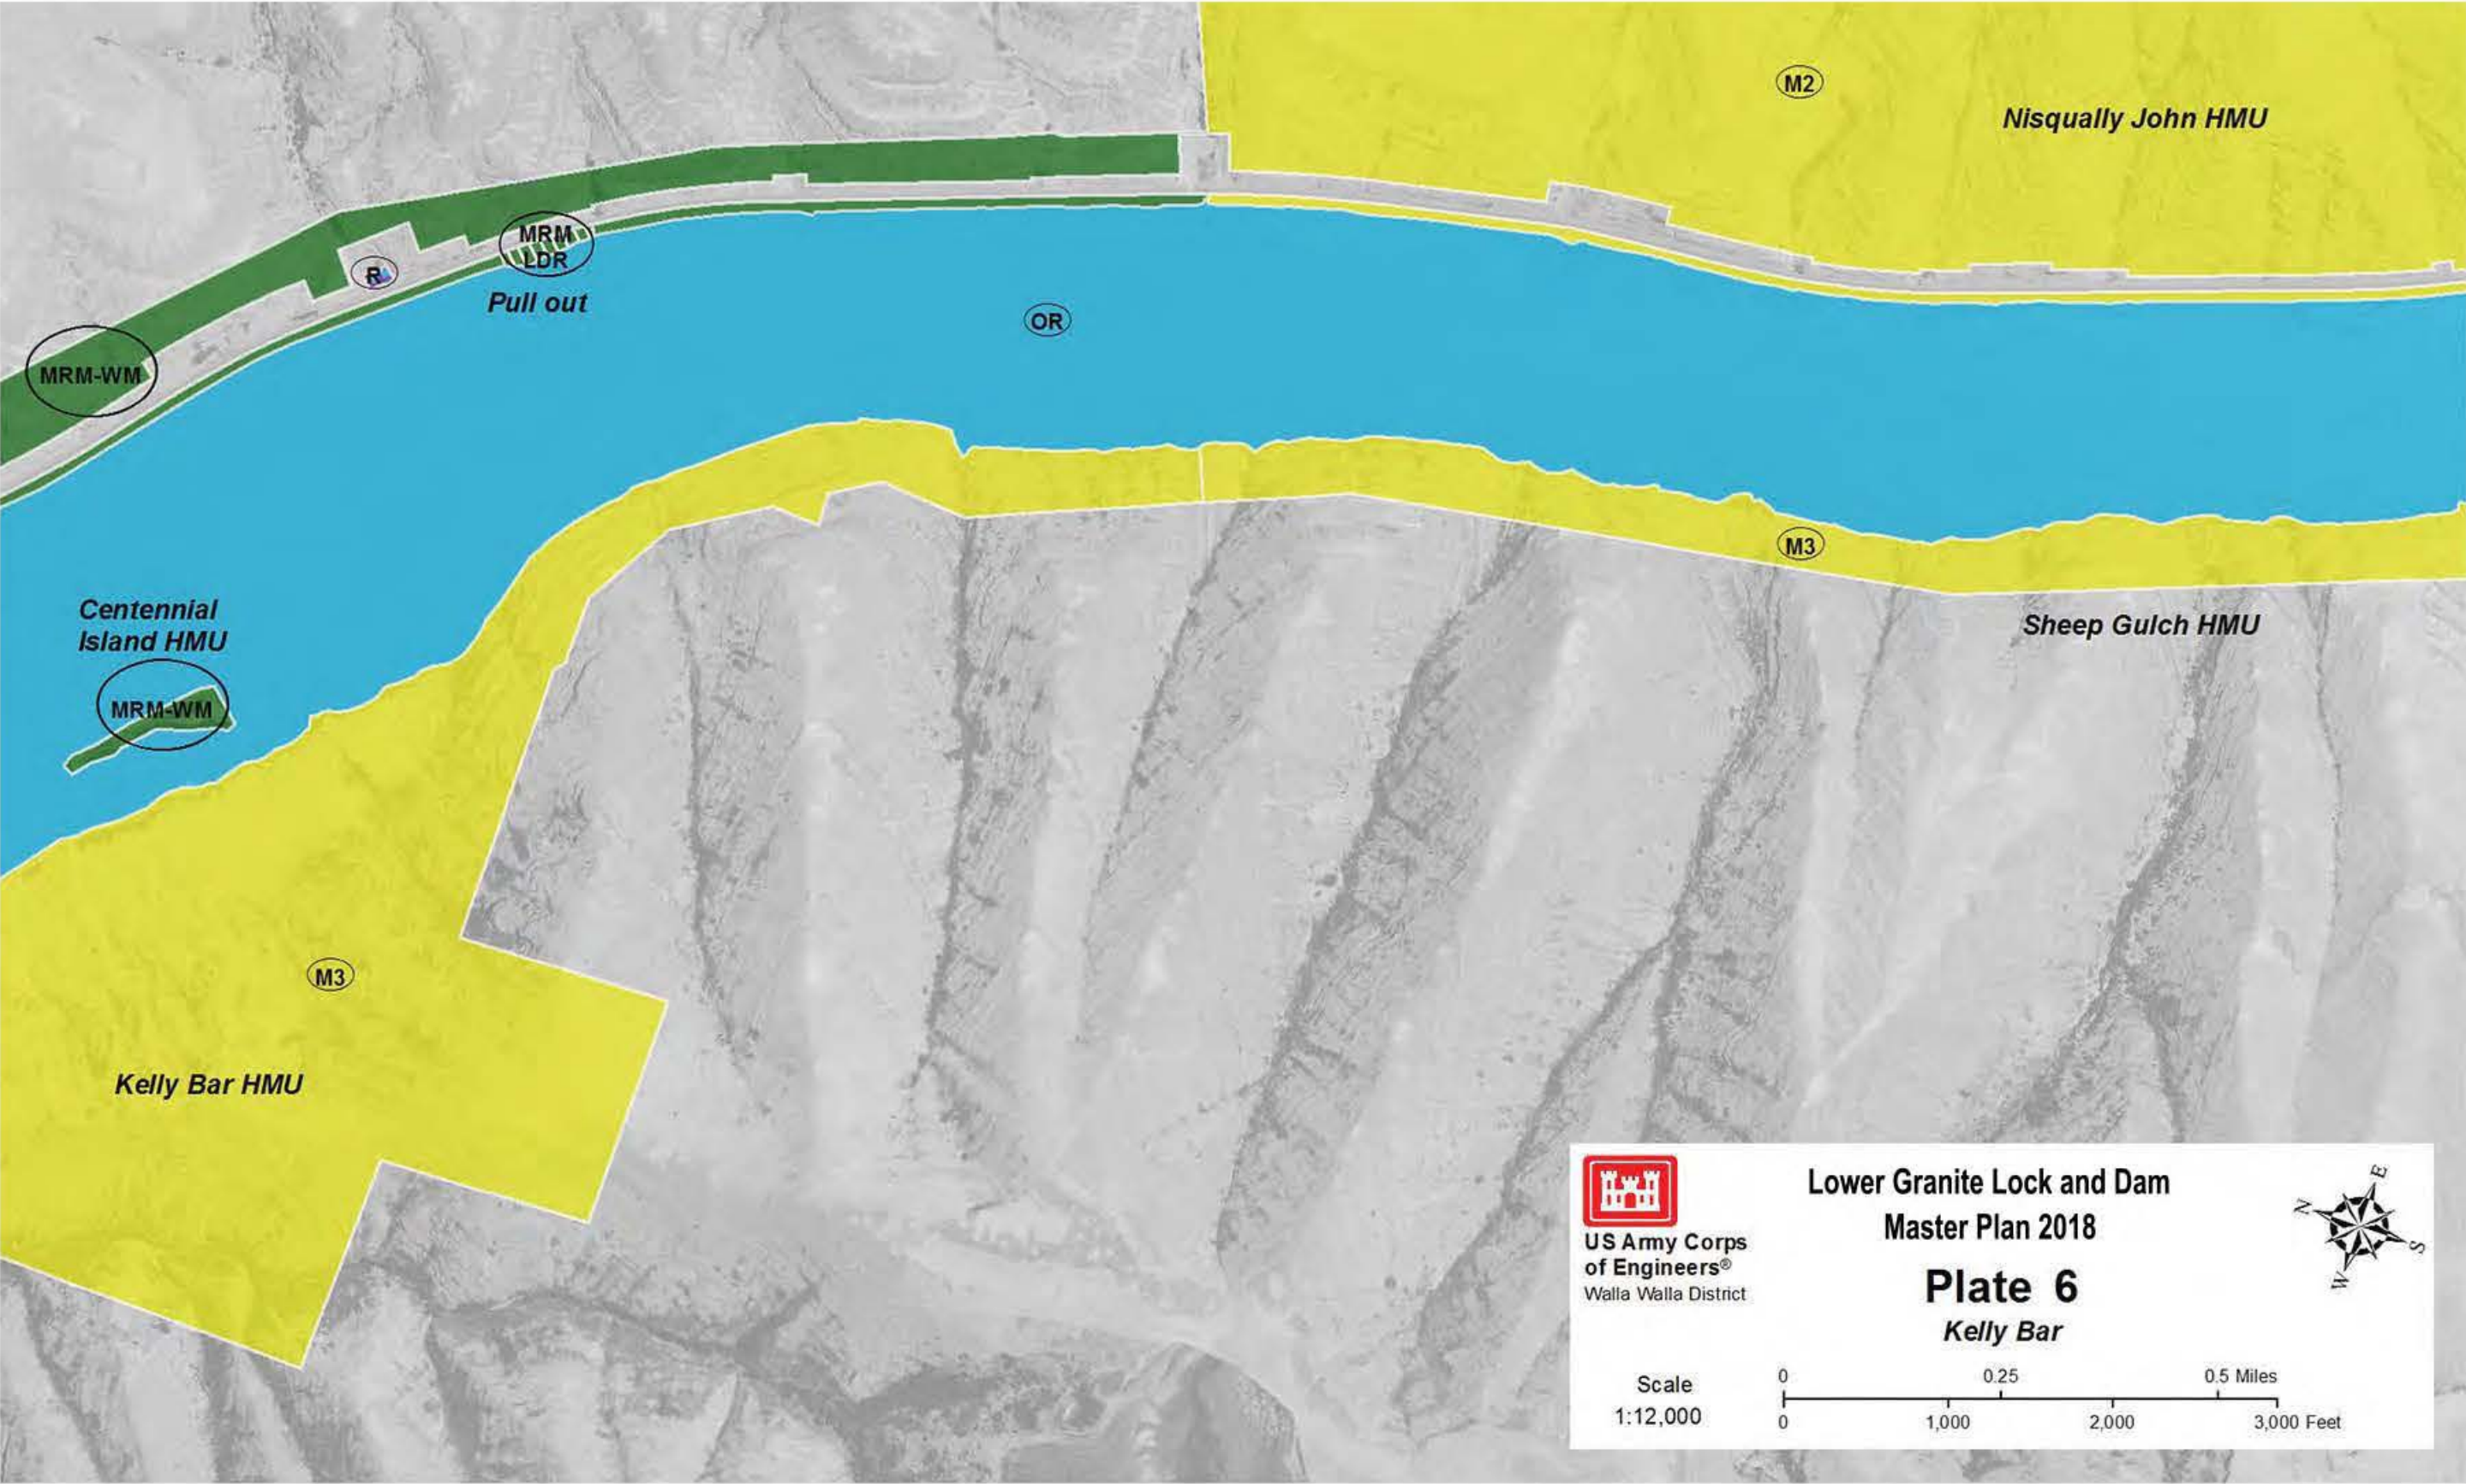 M2
Nisqually John HMU
MRM
LDR
R
Pull out
OR
MRM-WM
M3
Centennial
Island HMU
Sheep Gulch HMU
MRM-WM
M3
Kelly Bar HMU
US Army Corps
of Engineers®
Walla Walla District
Lower Granite Lock and Dam
Master Plan 2018
Plate 6
Kelly Bar
N
E
S
W
Scale
1:12,000
0 0.25 0.5 Miles
0 1,000 2,000 3,000 Feet